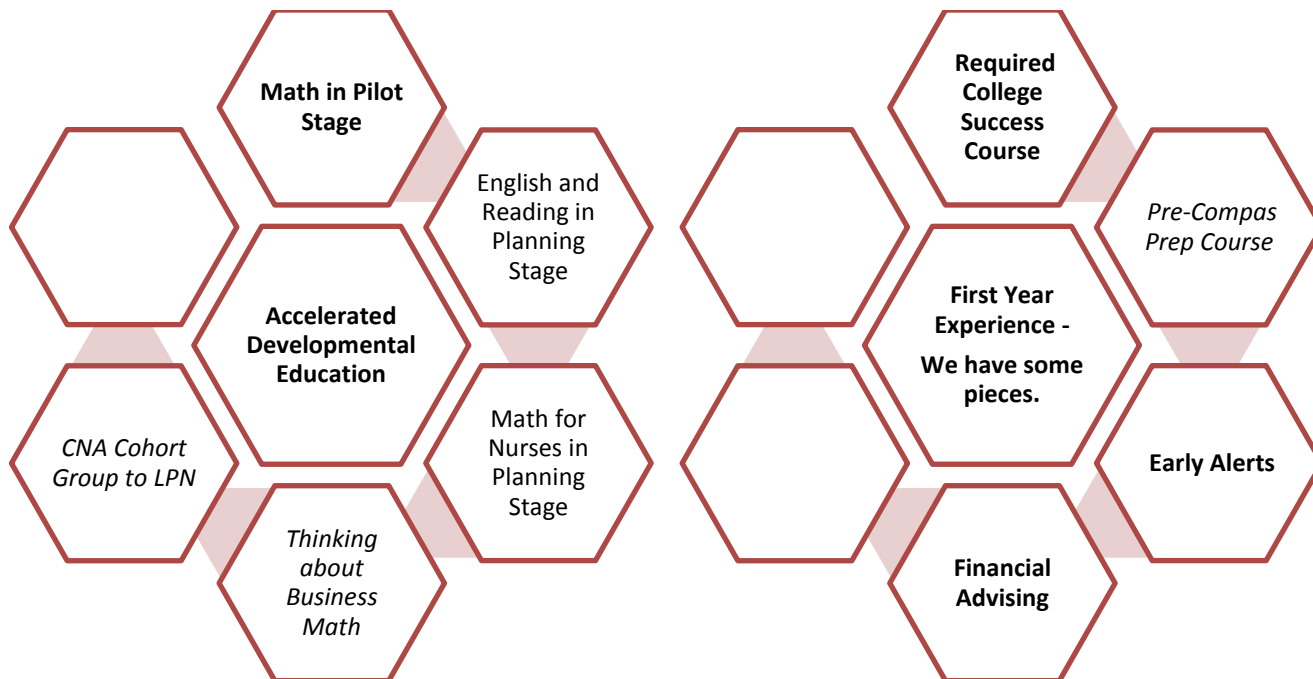 Math in Pilot
Stage
English and
Reading in
Planning
Stage
Accelerated
Developmental
Education
Math for
Nurses in
Planning
Stage
CNA Cohort
Group to LPN
Thinking
about
Business
Math
Required
College
Success
Course
Pre-Compas
Prep Course
First Year
Experience -
We have some
pieces.
Early Alerts
Financial
Advising